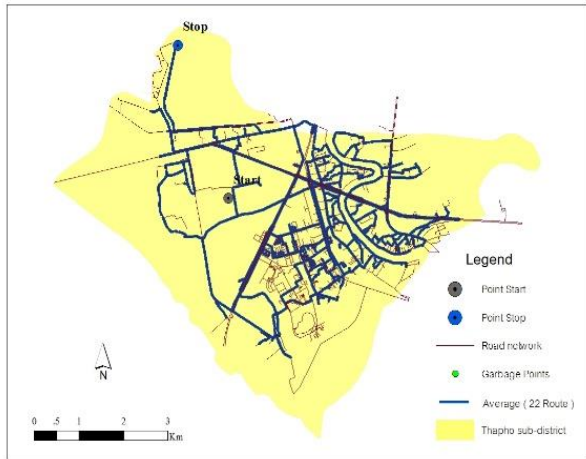 Stop
Start
Legend
Point Start
Point Stop
Road network
Garbage Points
Average ( 22 Route )
Thapho sub-district
N
0 .5 1 2 3
Km